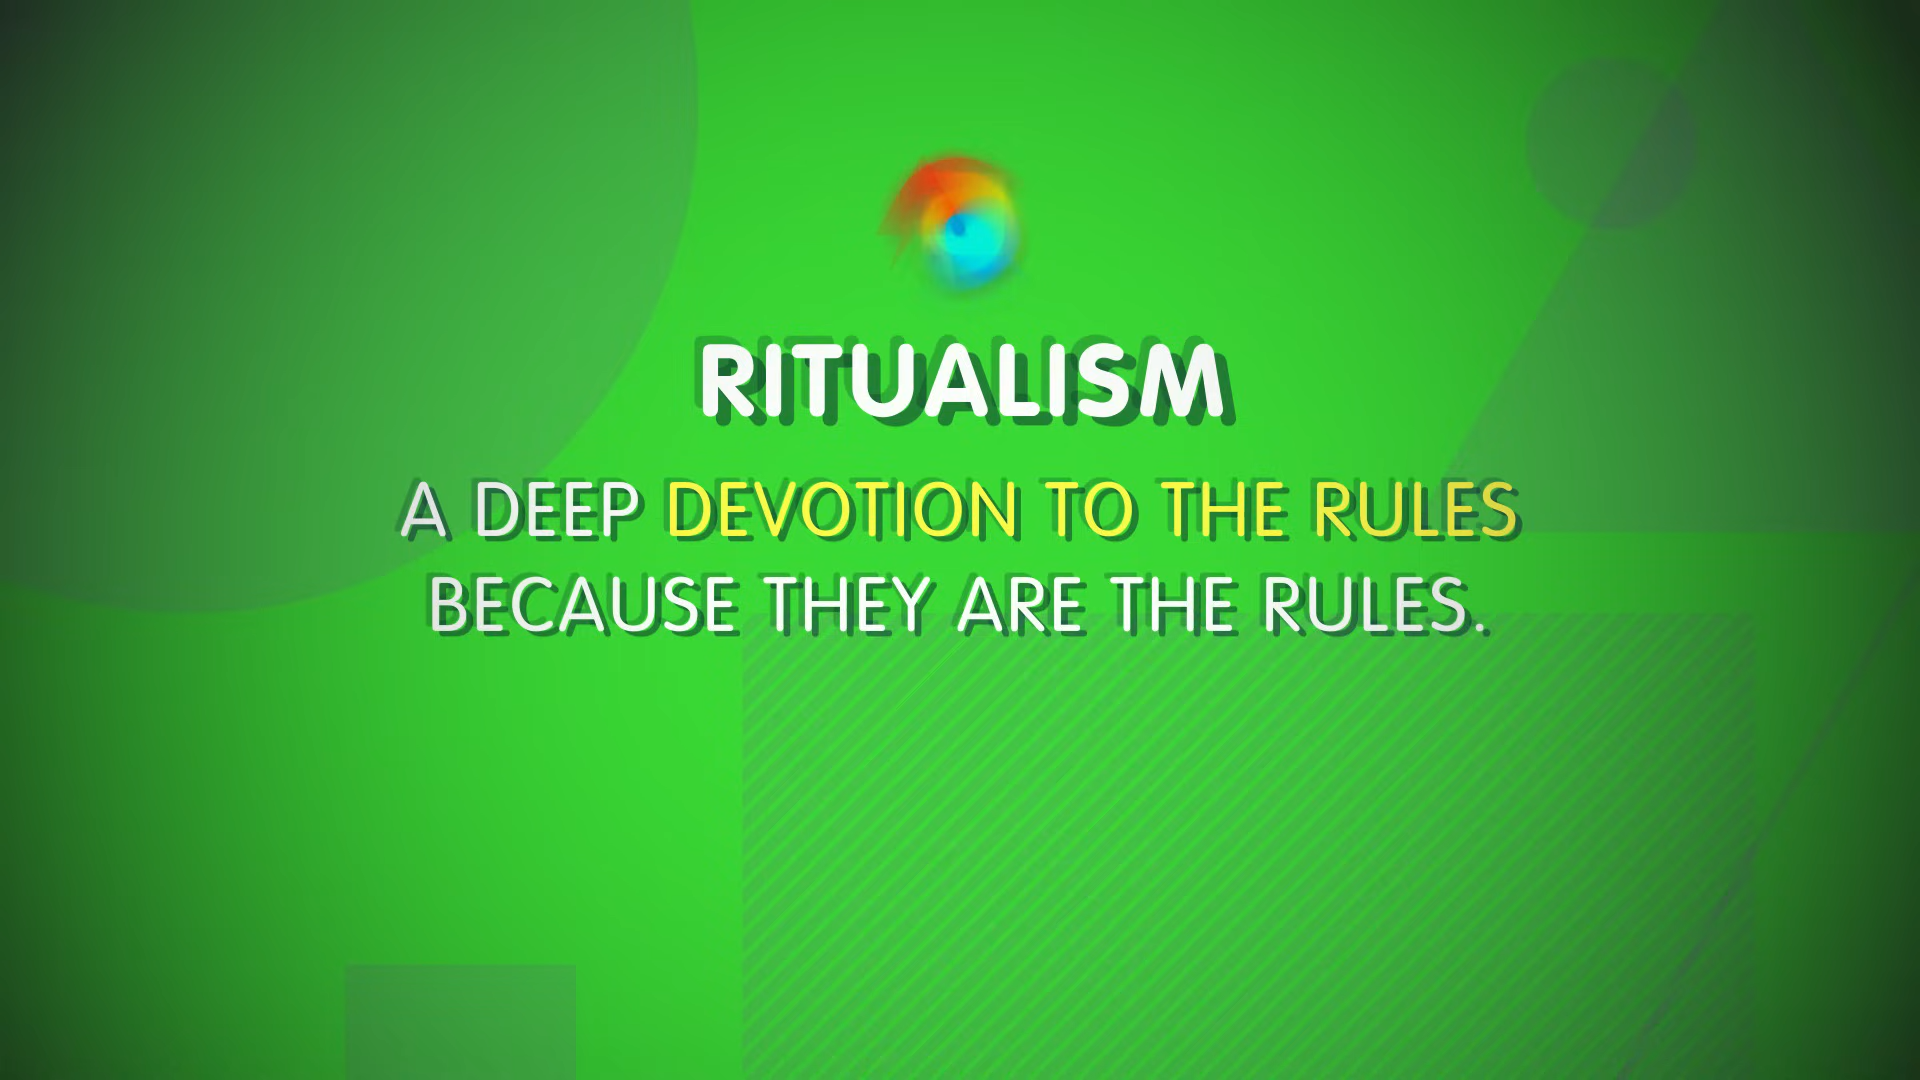 RITUALISM
A DEEP DEVOTION TO THE RULES
BECAUSE THEY ARE THE RULES.